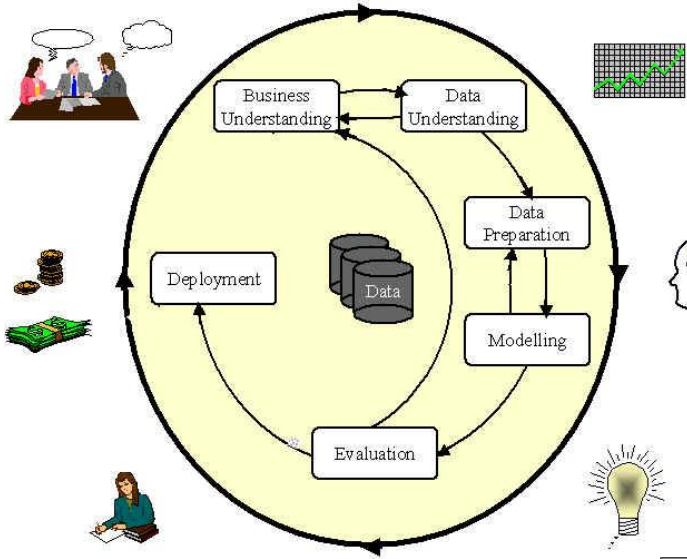 Business
Understanding
Data
Understanding
Data
Preparation
Deployment
Data
Modelling
Evaluation